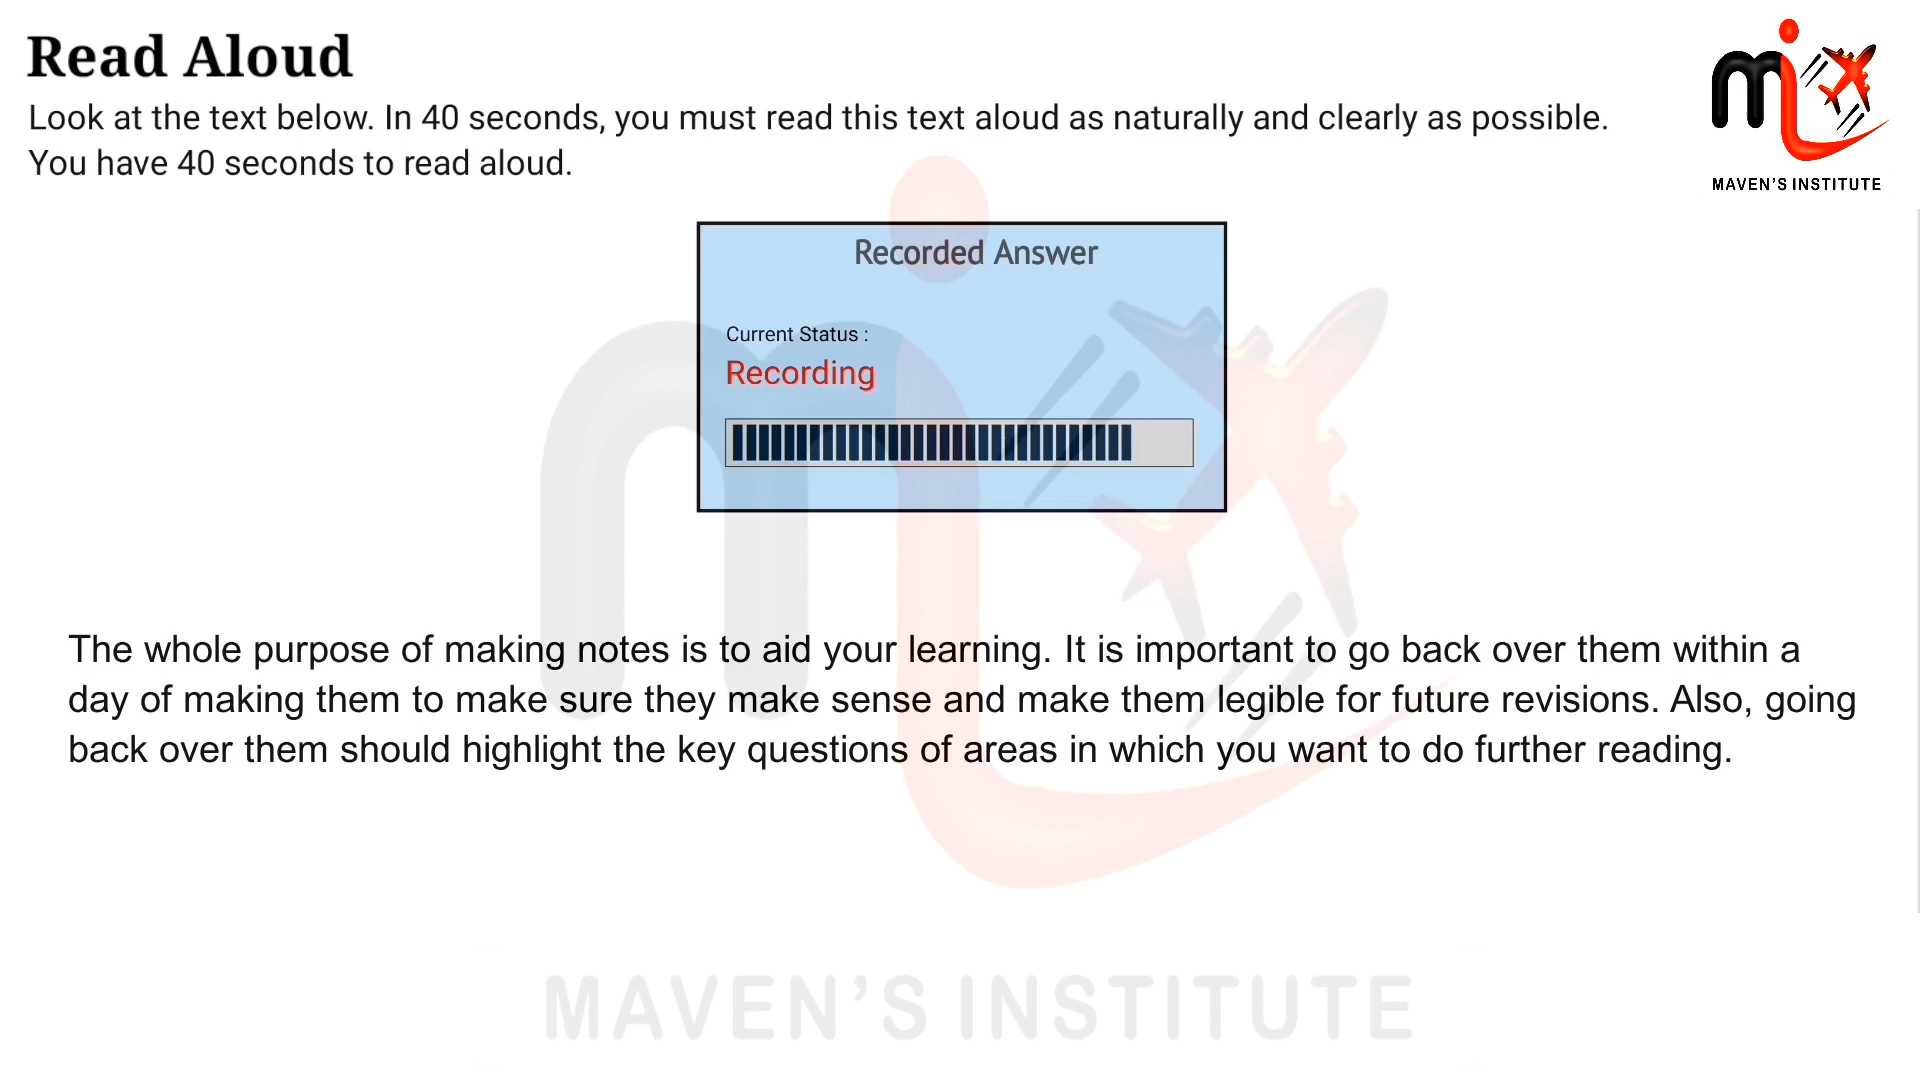 Read Aloud
Look at the text below. In 40 seconds, you must read this text aloud as naturally and clearly as possible.
You have 40 seconds to read aloud.
mi
MAVEN'S INSTITUTE
Recorded Answer
Current Status :
Recording
The whole purpose of making notes is to aid your learning. It is important to go back over them within a
day of making them to make sure they make sense and make them legible for future revisions. Also, going
back over them should highlight the key questions of areas in which you want to do further reading.
MAVEN'S INSTITUTE